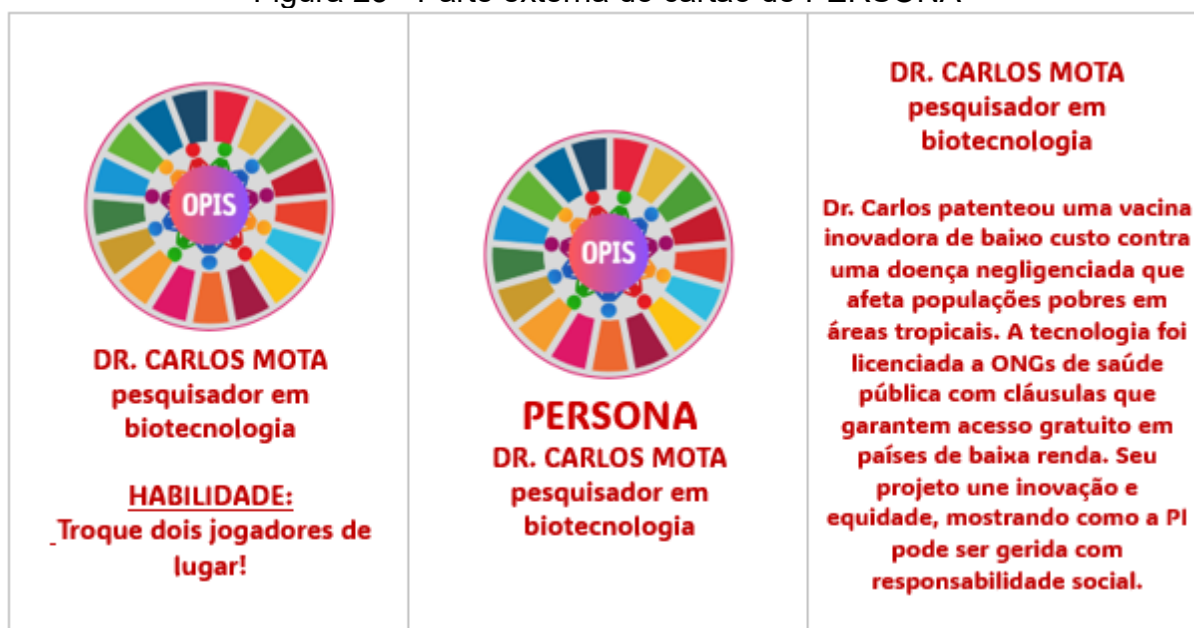 OPIS
DR. CARLOS MOTA
pesquisador em
biotecnologia
HABILIDADE:
Troque dois jogadores de
lugar!
OPIS
PERSONA
DR. CARLOS MOTA
pesquisador em
biotecnologia
DR. CARLOS MOTA
pesquisador em
biotecnologia
Dr. Carlos patenteou uma vacina
inovadora de baixo custo contra
uma doença negligenciada que
afeta populações pobres em
áreas tropicais. A tecnologia foi
licenciada a ONGs de saúde
pública com cláusulas que
garantem acesso gratuito em
países de baixa renda. Seu
projeto une inovação e
equidade, mostrando como a PI
pode ser gerida com
responsabilidade social.